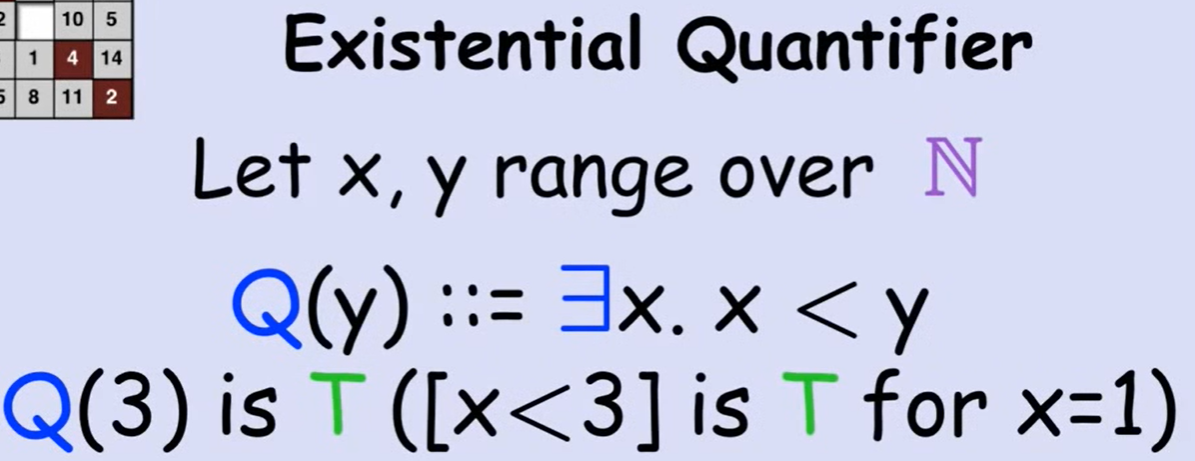 2 10 5
1 4 14
5 8 11 2
Existential Quantifier
Let x, y range over ℕ
Q(y) ::= ∃x. x < y
Q(3) is T ([x<3] is T for x=1)